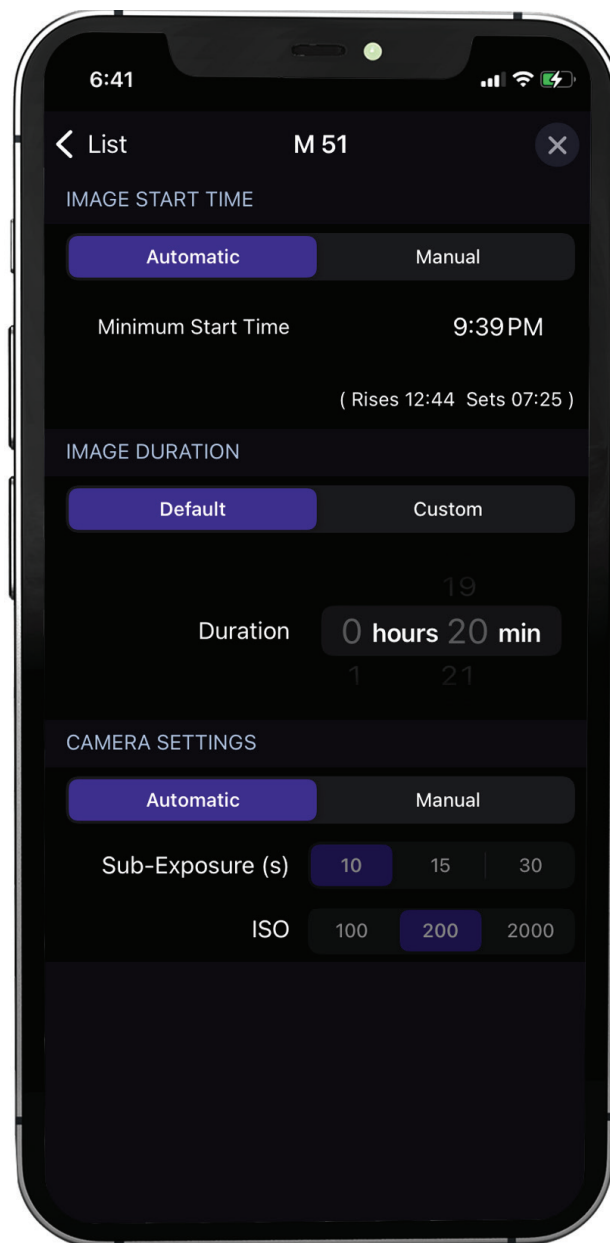 6:41
List M 51
IMAGE START TIME
Automatic Manual
Minimum Start Time 9:39 PM
( Rises 12:44 Sets 07:25 )
IMAGE DURATION
Default Custom
19
Duration 0 hours 20 min
1 21
CAMERA SETTINGS
Automatic Manual
Sub-Exposure (s) 10 15 30
ISO 100 200 2000